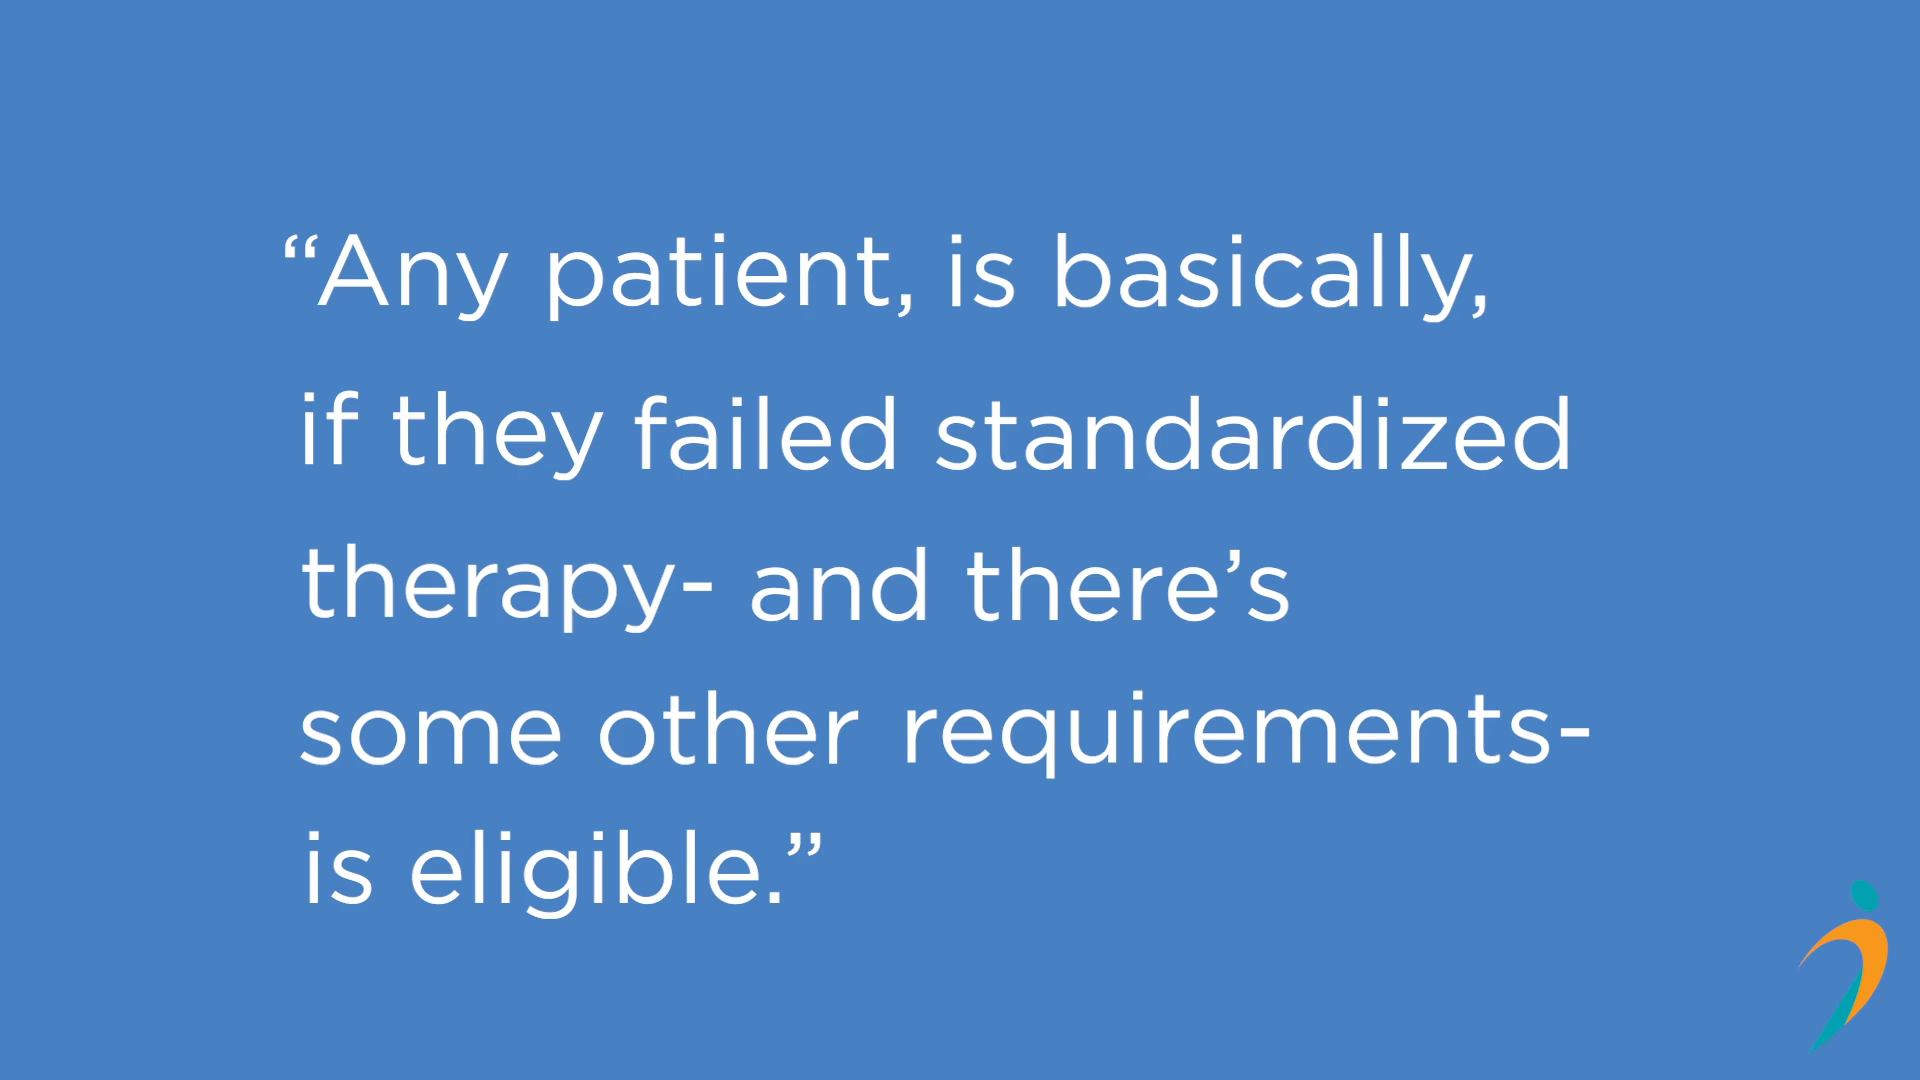 “Any patient, is basically,
if they failed standardized
therapy- and there’s
some other requirements-
is eligible.”